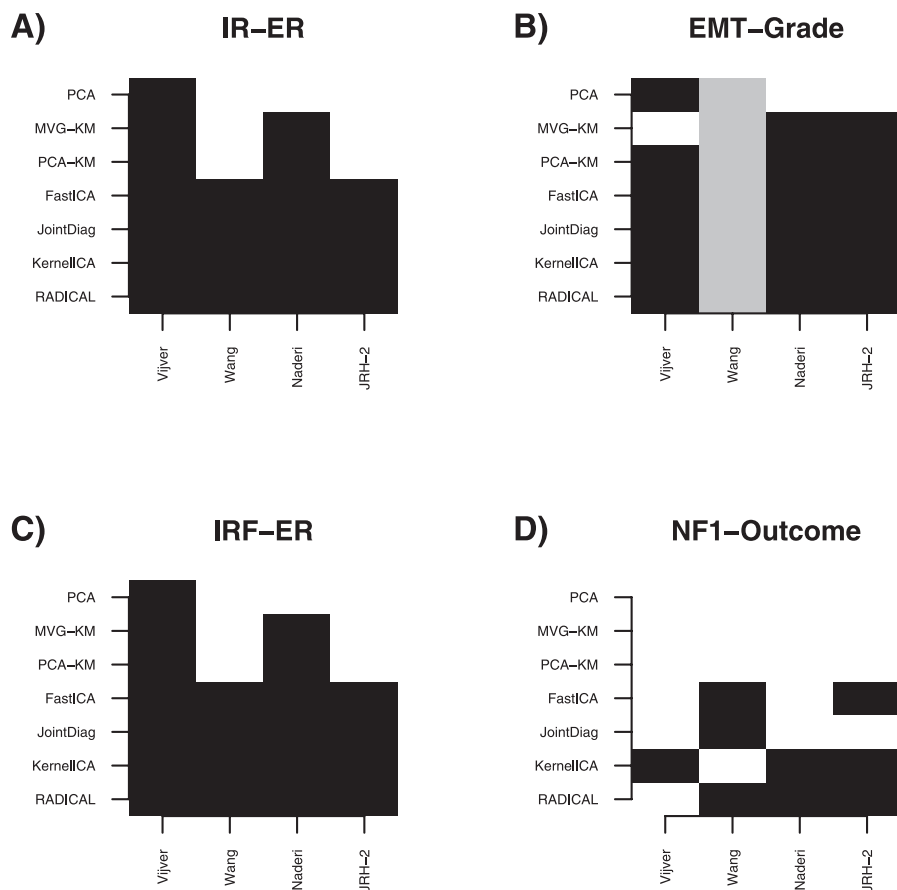 A) IR–ER
PCA
MVG–KM
PCA–KM
FastICA
JointDiag
KernelICA
RADICAL
Vijver
Wang
Naderi
JRH–2
B) EMT–Grade
PCA
MVG–KM
PCA–KM
FastICA
JointDiag
KernelICA
RADICAL
Vijver
Wang
Naderi
JRH–2
C) IRF–ER
PCA
MVG–KM
PCA–KM
FastICA
JointDiag
KernelICA
RADICAL
Vijver
Wang
Naderi
JRH–2
D) NF1–Outcome
PCA
MVG–KM
PCA–KM
FastICA
JointDiag
KernelICA
RADICAL
Vijver
Wang
Naderi
JRH–2